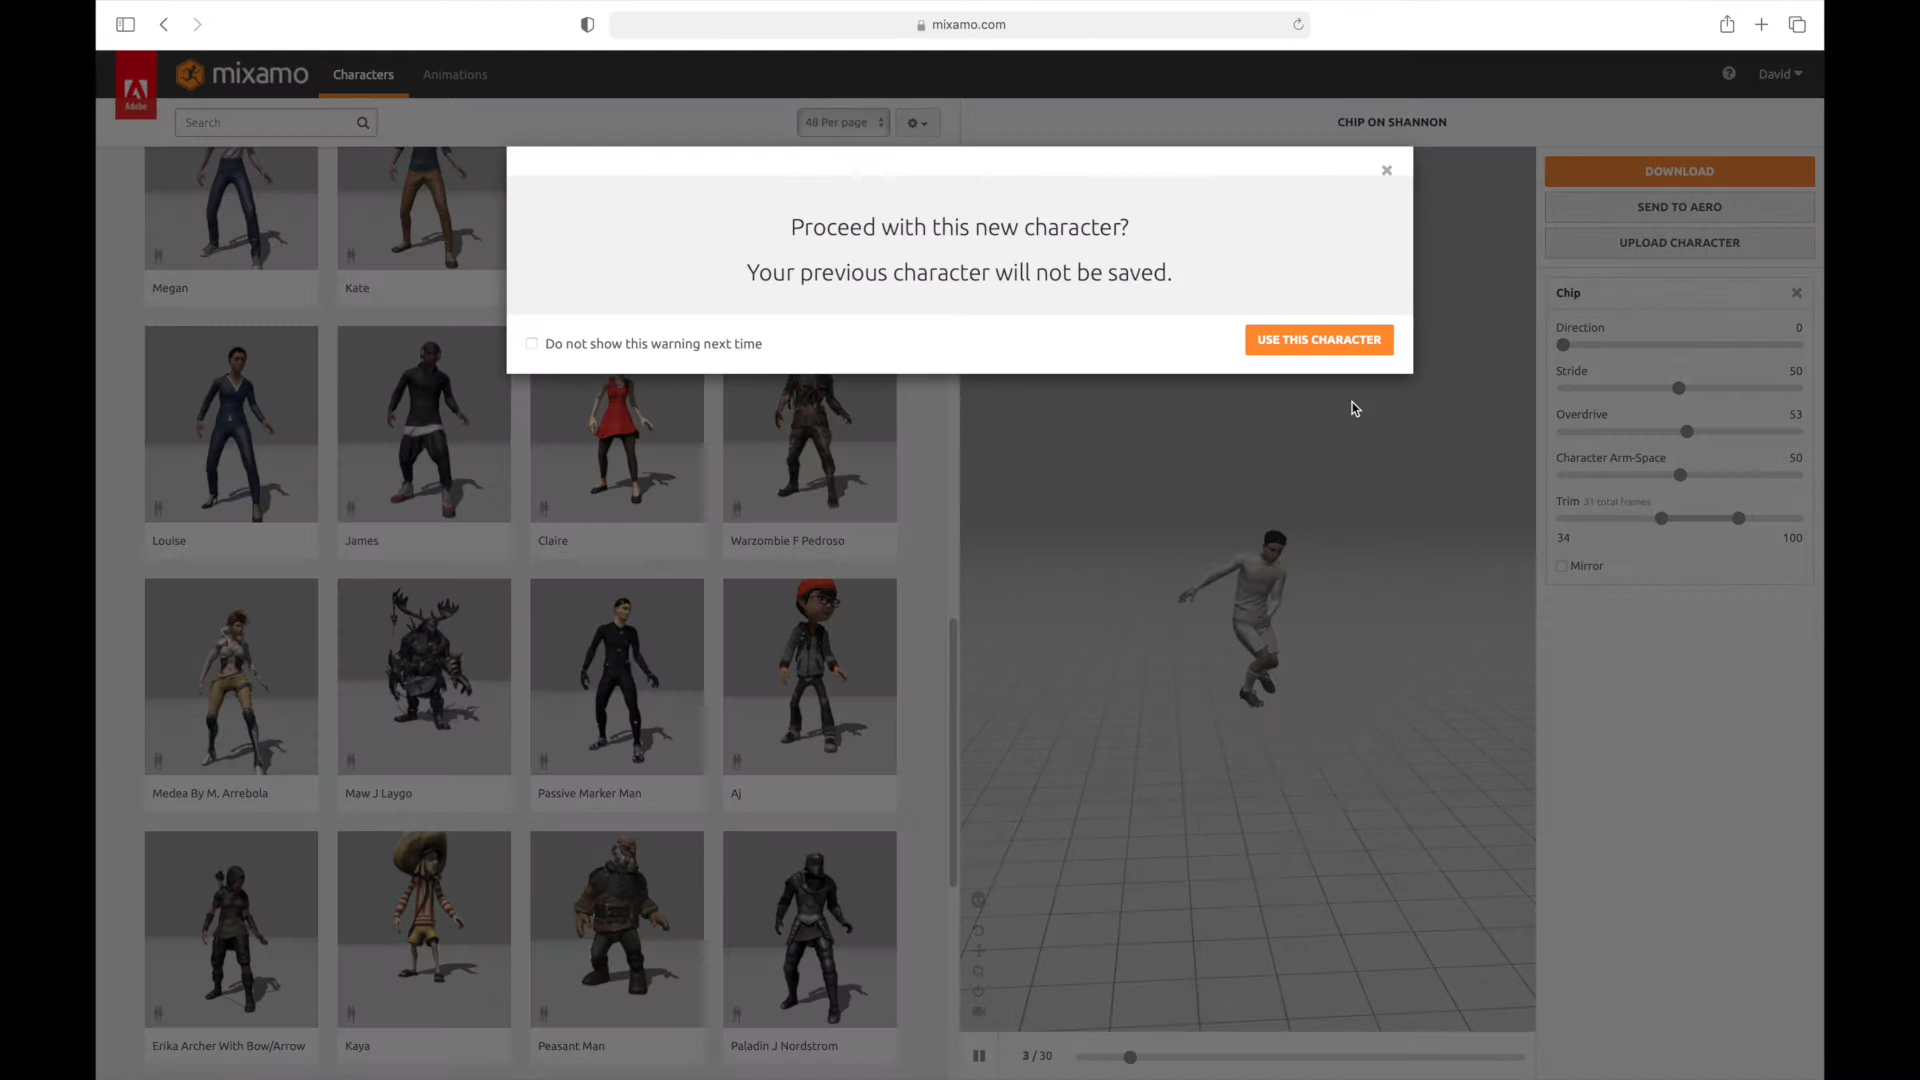 mixamo.com
Adobe
mixamo
Characters
Animations
David
Search
48 Per page
CHIP ON SHANNON
Proceed with this new character?
Your previous character will not be saved.
Do not show this warning next time
USE THIS CHARACTER
DOWNLOAD
SEND TO AERO
UPLOAD CHARACTER
Chip
Direction 0
Stride 50
Overdrive 53
Character Arm-Space 50
Trim 31 total frames
34 100
Mirror
Megan
Kate
Louise
James
Claire
Warzombie F Pedroso
Medea By M. Arrebola
Maw J Laygo
Passive Marker Man
Aj
Erika Archer With Bow/Arrow
Kaya
Peasant Man
Paladin J Nordstrom
3 / 30